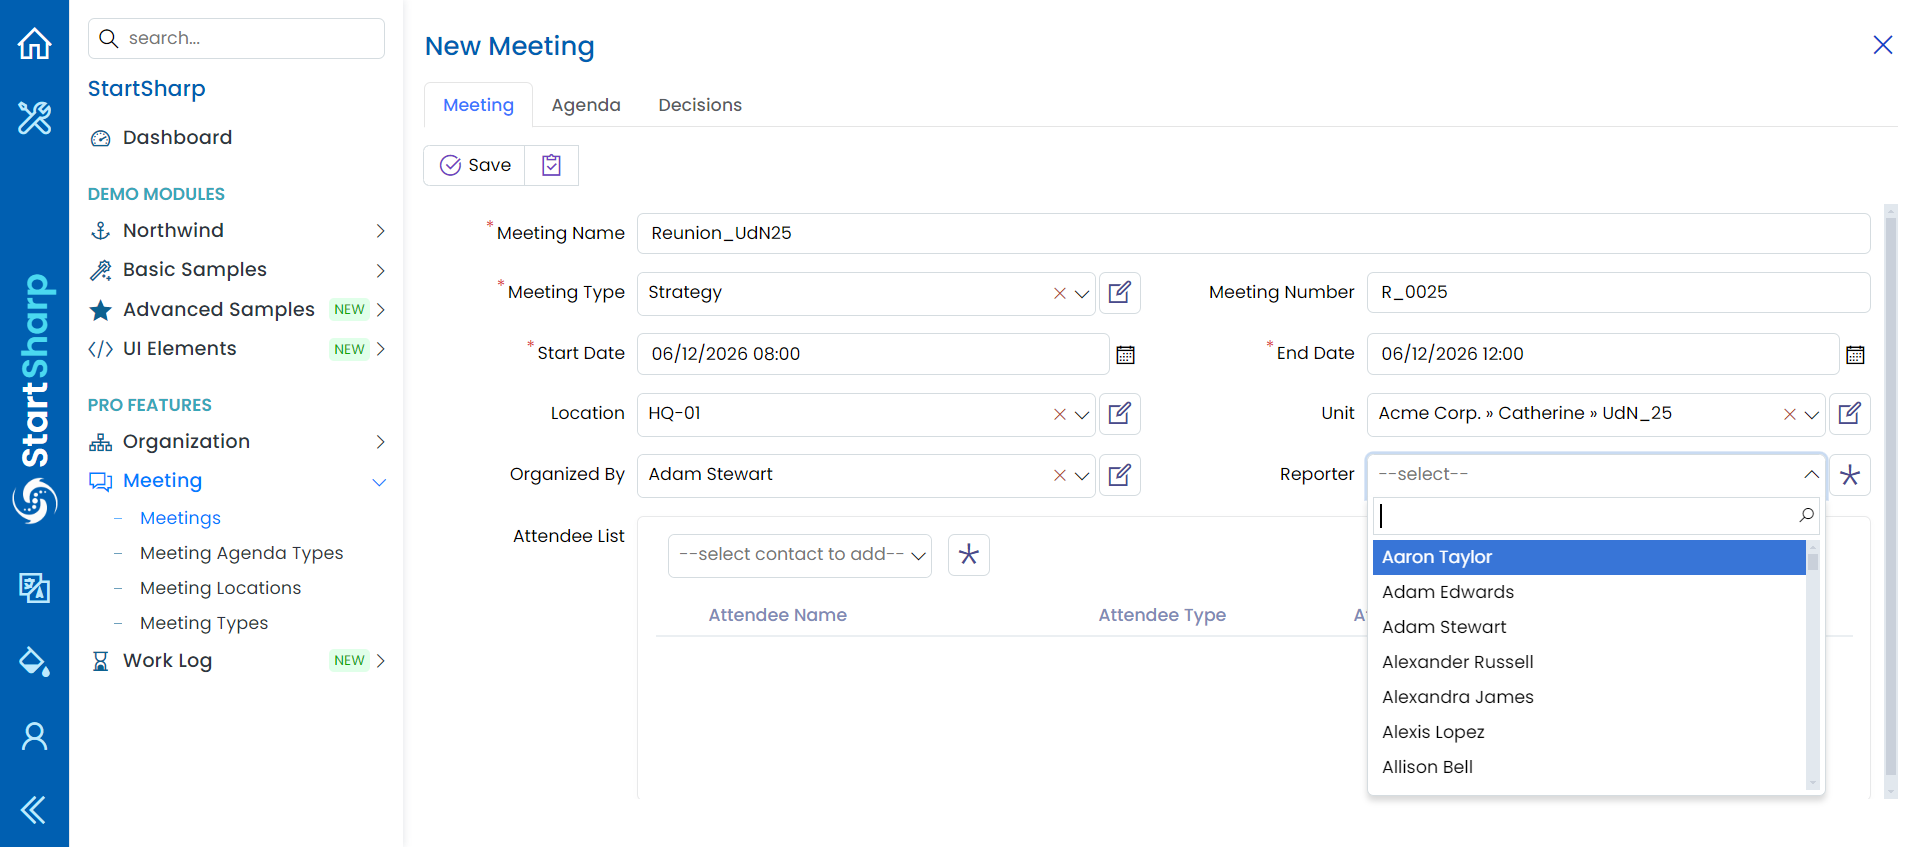 search...
StartSharp
Dashboard
DEMO MODULES
Northwind
Basic Samples
Advanced Samples NEW
UI Elements NEW
PRO FEATURES
Organization
Meeting
Meetings
Meeting Agenda Types
Meeting Locations
Meeting Types
Work Log NEW
StartSharp
New Meeting
Meeting Agenda Decisions
Save
*Meeting Name Reunion_UdN25
*Meeting Type Strategy Meeting Number R_0025
*Start Date 06/12/2026 08:00 *End Date 06/12/2026 12:00
Location HQ-01 Unit Acme Corp. » Catherine » UdN_25
Organized By Adam Stewart Reporter --select--
Attendee List
--select contact to add--
Attendee Name Attendee Type
Aaron Taylor
Adam Edwards
Adam Stewart
Alexander Russell
Alexandra James
Alexis Lopez
Allison Bell